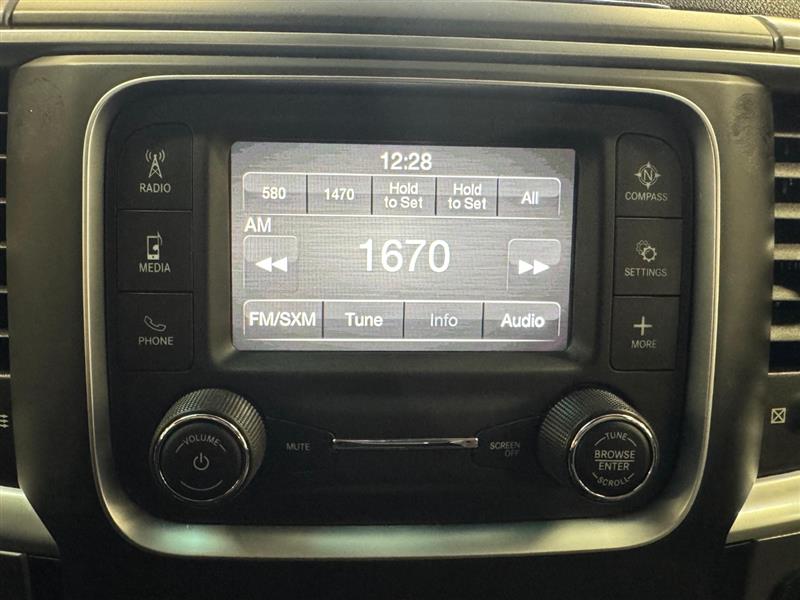 12:28
580
1470
Hold
to Set
Hold
to Set
All
AM
1670
FM/SXM
Tune
Info
Audio
RADIO
MEDIA
PHONE
N
COMPASS
SETTINGS
MORE
VOLUME
MUTE
SCREEN
OFF
TUNE
BROWSE
ENTER
SCROLL